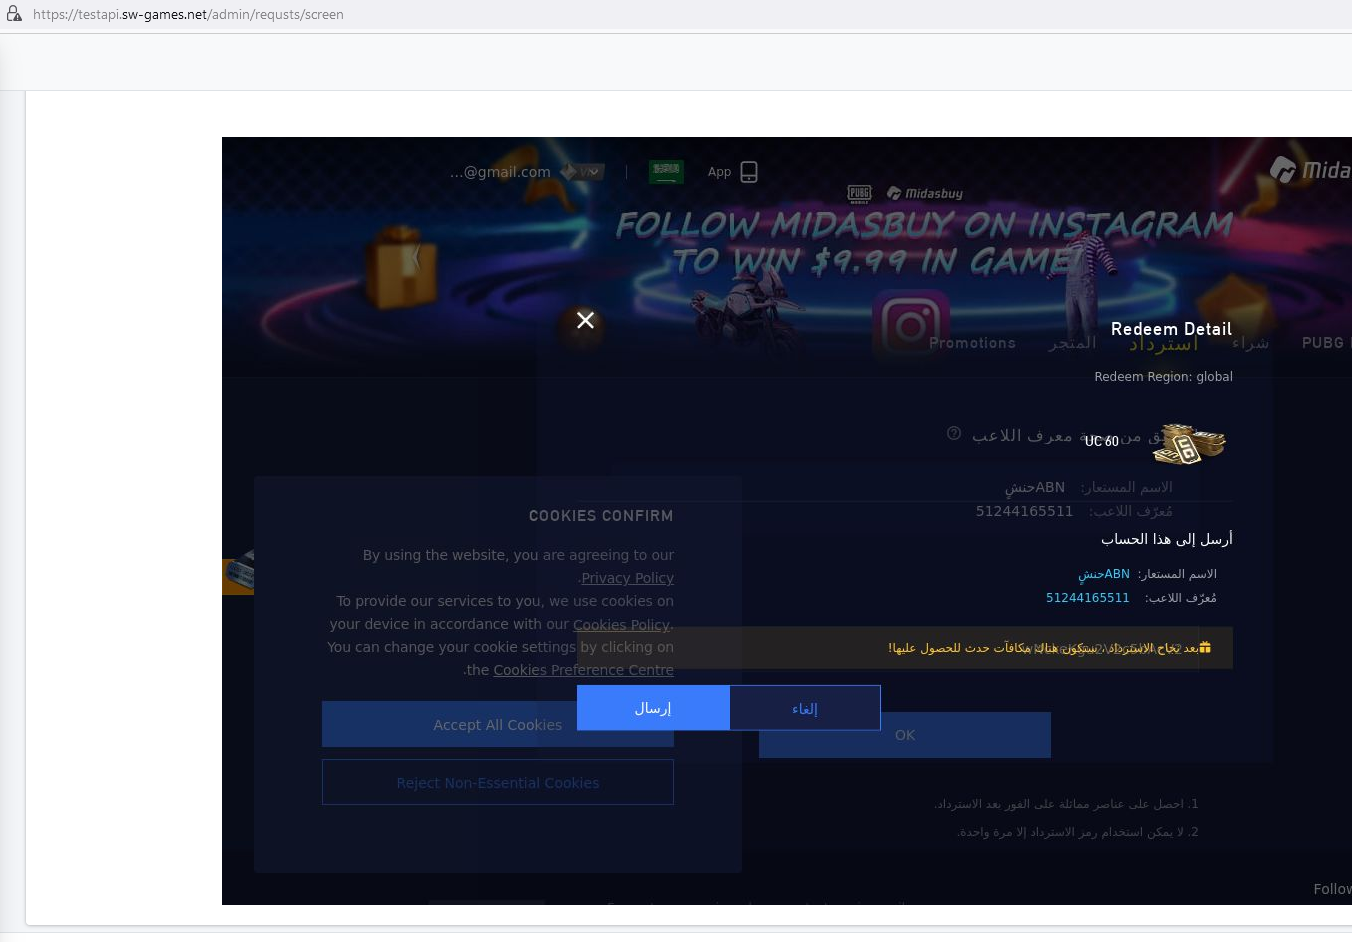 https://testapi.sw-games.net/admin/requsts/screen
...@gmail.com
VIP
App
PUBG MOBILE
Midasbuy
FOLLOW MIDASBUY ON INSTAGRAM
TO WIN $9.99 IN GAME
Redeem Detail
Promotions
المتجر
استرداد
شراء
PUBG
Redeem Region: global
معرف اللاعب
UC 60
الاسم المستعار: ABNحنشٍ
مُعرّف اللاعب: 51244165511
أرسل إلى هذا الحساب
الاسم المستعار: ABNحنشٍ
مُعرّف اللاعب: 51244165511
بعد نجاح الاسترداد، ستكون هناك مكافآت حدث للحصول عليها!
إرسال
إلغاء
OK
1. احصل على عناصر مماثلة على الفور بعد الاسترداد.
2. لا يمكن استخدام رمز الاسترداد إلا مرة واحدة.
COOKIES CONFIRM
By using the website, you are agreeing to our
.Privacy Policy
To provide our services to you, we use cookies on
your device in accordance with our Cookies Policy.
You can change your cookie settings by clicking on
.the Cookies Preference Centre
Accept All Cookies
Reject Non-Essential Cookies